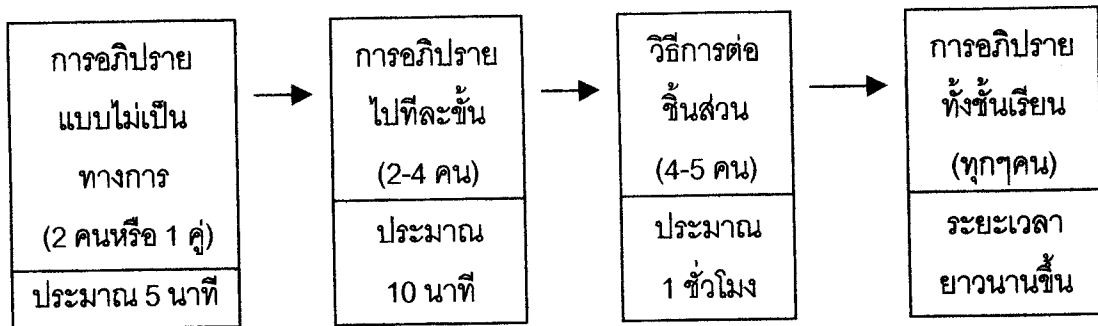 การอภิปราย
แบบไม่เป็น
ทางการ
(2 คนหรือ 1 คู่)
ประมาณ 5 นาที
การอภิปราย
ไปทีละขั้น
(2-4 คน)
ประมาณ
10 นาที
วิธีการต่อ
ชิ้นส่วน
(4-5 คน)
ประมาณ
1 ชั่วโมง
การอภิปราย
ทั้งชั้นเรียน
(ทุกๆคน)
ระยะเวลา
ยาวนานขึ้น